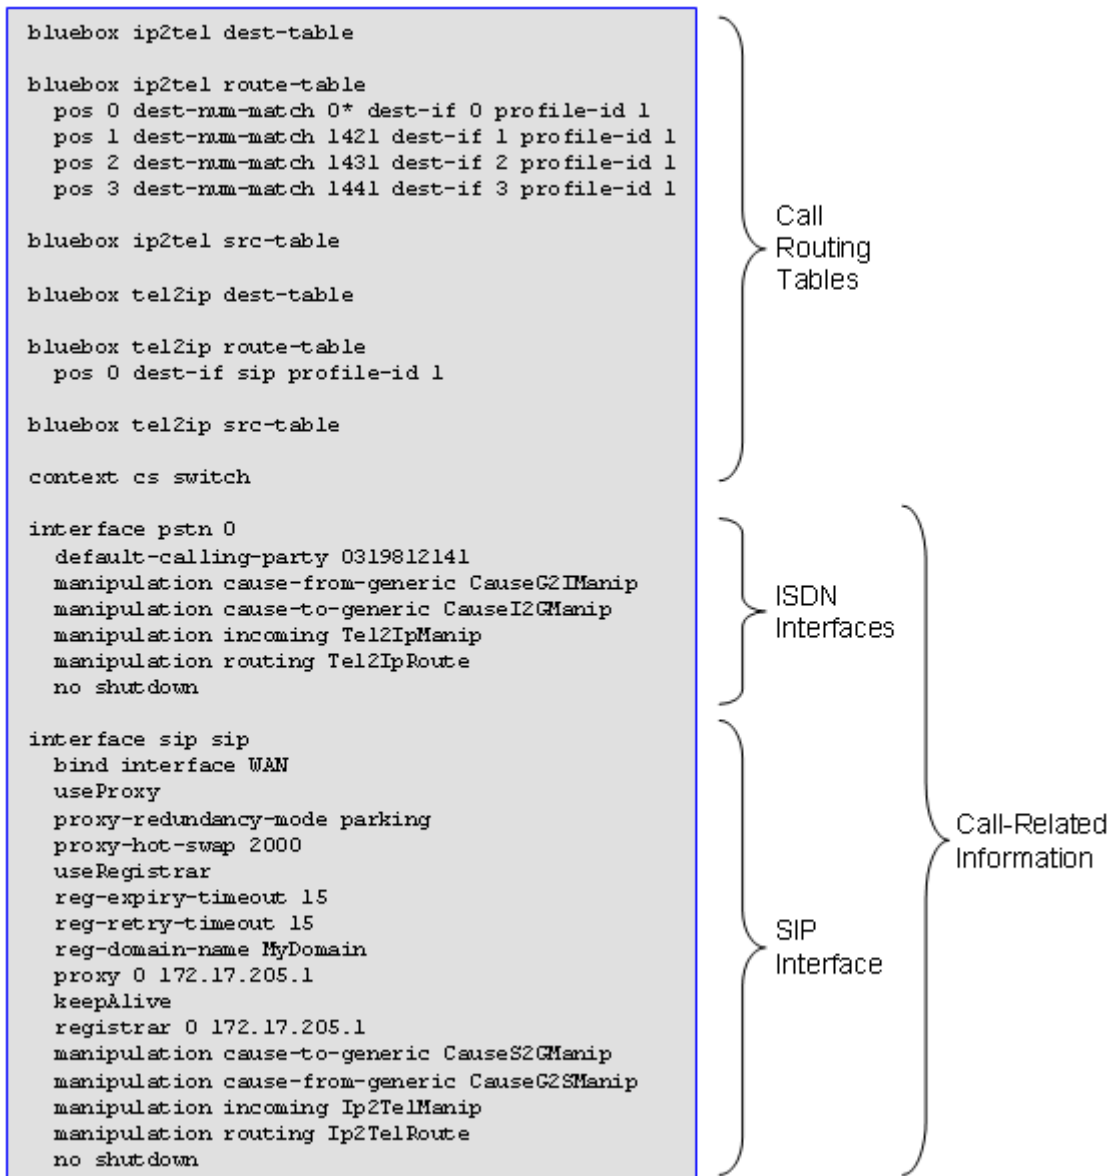 bluebox ip2tel dest-table
bluebox ip2tel route-table
pos 0 dest-num-match 0* dest-if 0 profile-id 1
pos 1 dest-num-match 1421 dest-if 1 profile-id 1
pos 2 dest-num-match 1431 dest-if 2 profile-id 1
pos 3 dest-num-match 1441 dest-if 3 profile-id 1
bluebox ip2tel src-table
bluebox tel2ip dest-table
bluebox tel2ip route-table
pos 0 dest-if sip profile-id 1
bluebox tel2ip src-table
context cs switch
Call
Routing
Tables
interface pstn 0
default-calling-party 0319812141
manipulation cause-from-generic CauseG2IManip
manipulation cause-to-generic CauseI2GManip
manipulation incoming Tel2IpManip
manipulation routing Tel2IpRoute
no shutdown
ISDN
Interfaces
interface sip sip
bind interface WAN
useProxy
proxy-redundancy-mode parking
proxy-hot-swap 2000
useRegistrar
reg-expiry-timeout 15
reg-retry-timeout 15
reg-domain-name MyDomain
proxy 0 172.17.205.1
keepAlive
registrar 0 172.17.205.1
manipulation cause-to-generic CauseS2GManip
manipulation cause-from-generic CauseG2SManip
manipulation incoming Ip2TelManip
manipulation routing Ip2TelRoute
no shutdown
SIP
Interface
Call-Related
Information